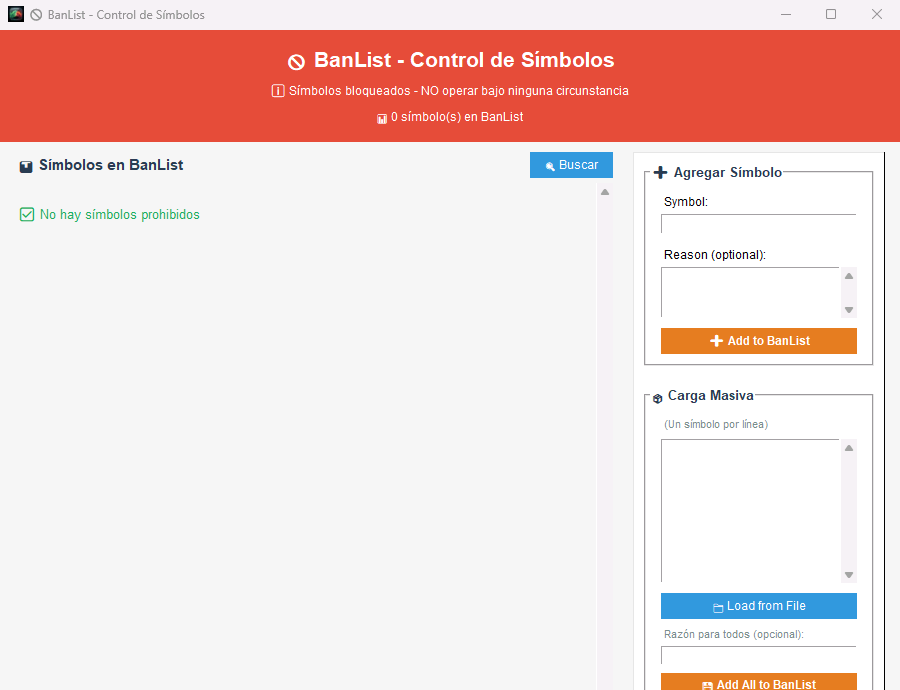 BanList - Control de Símbolos
BanList - Control de Símbolos
Símbolos bloqueados - NO operar bajo ninguna circunstancia
0 símbolo(s) en BanList
Símbolos en BanList
Buscar
No hay símbolos prohibidos
Agregar Símbolo
Symbol:
Reason (optional):
Add to BanList
Carga Masiva
(Un símbolo por línea)
Load from File
Razón para todos (opcional):
Add All to BanList